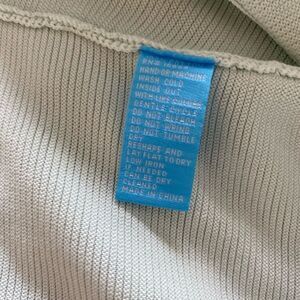 HAND OR MACHINE
WASH COLD
INSIDE OUT
WITH LIKE COLORS
GENTLE CYCLE
DO NOT BLEACH
DO NOT WRING
DO NOT TUMBLE
DRY
RESHAPE AND
LAY FLAT TO DRY
LOW IRON
IF NEEDED
CAN BE DRY
CLEANED
MADE IN CHINA